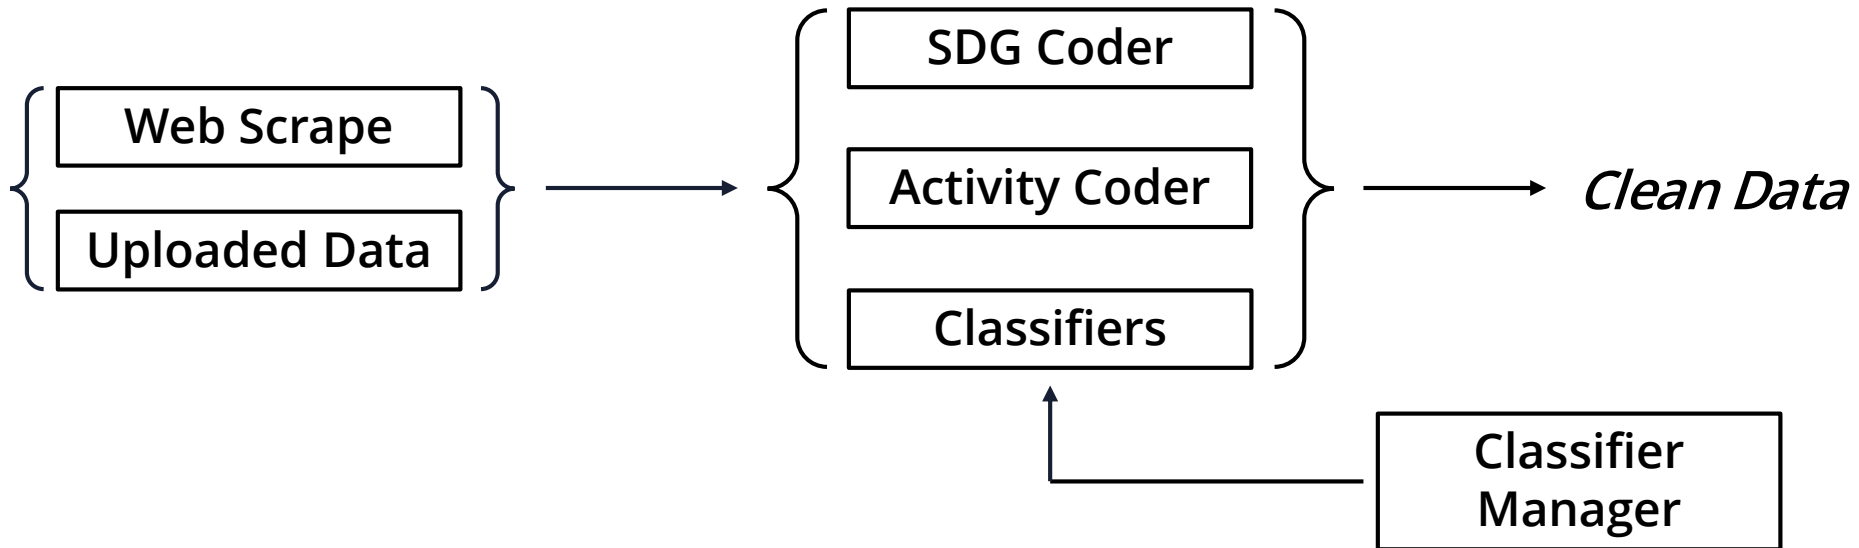 Web Scrape
Uploaded Data
SDG Coder
Activity Coder
Classifiers
Clean Data
Classifier
Manager